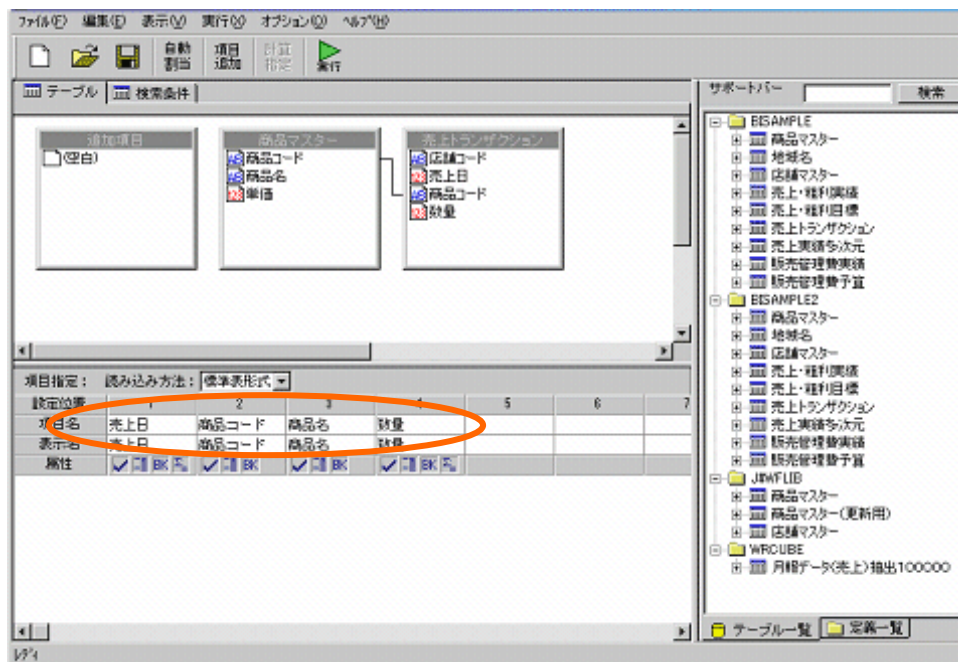 ファイル(F) 編集(E) 表示(V) 実行(X) オプション(O) ヘルプ(H)
自動割当 項目追加 計算指定 実行
テーブル 検索条件
追加項目
(空白)
商品マスター
商品コード
商品名
単価
売上トランザクション
店舗コード
売上日
商品コード
数量
項目指定： 読み込み方法： 標準表形式
設定位置 1 2 3 4 5 6 7
項目名 売上日 商品コード 商品名 数量
表示名 売上日 商品コード 商品名 数量
属性 BK BK BK BK
レディ
サポートバー 検索
BISAMPLE
商品マスター
地域名
店舗マスター
売上・粗利実績
売上・粗利目標
売上トランザクション
売上実績多次元
販売管理費実績
販売管理費予算
BISAMPLE2
商品マスター
地域名
店舗マスター
売上・粗利実績
売上・粗利目標
売上トランザクション
売上実績多次元
販売管理費実績
販売管理費予算
J#WFLIB
商品マスター
商品マスター(更新用)
店舗マスター
WRCUBE
月報データ(売上)抽出100000
テーブル一覧 定義一覧